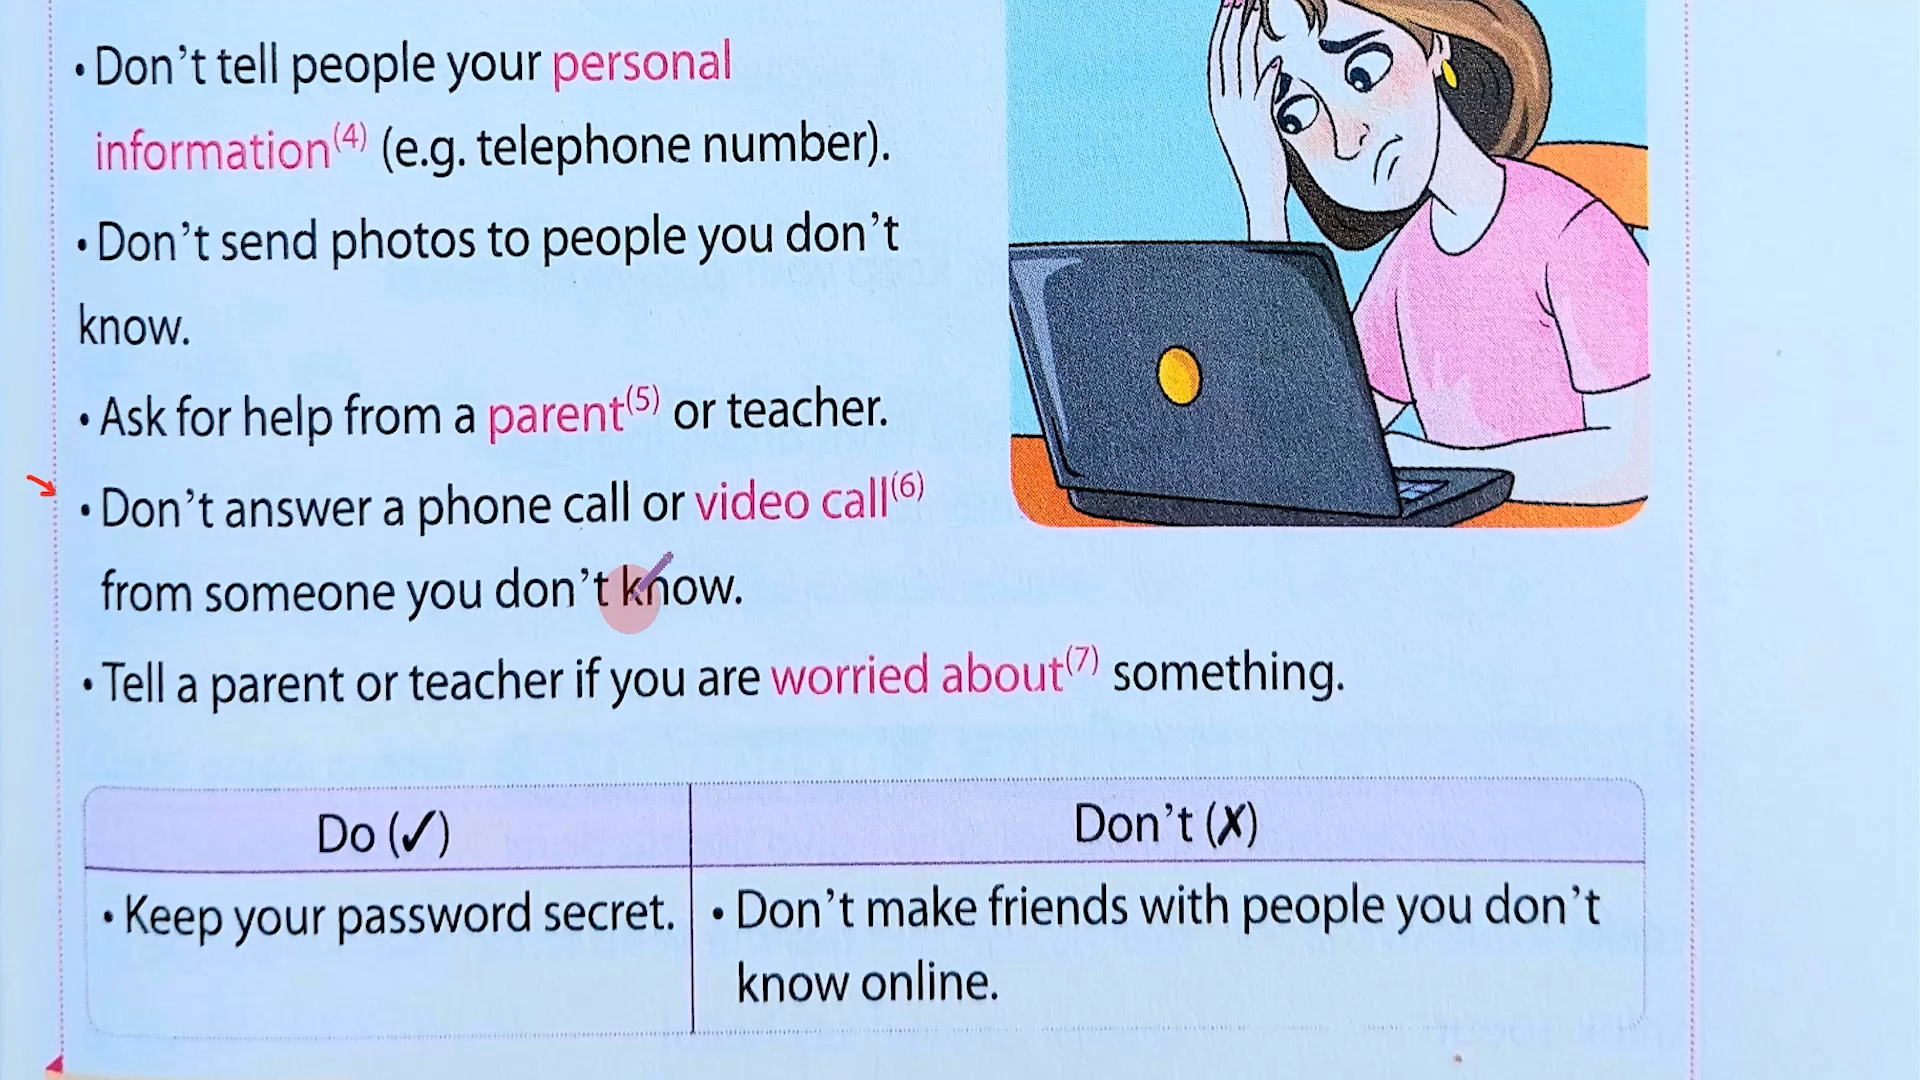 • Don't tell people your personal
information(4) (e.g. telephone number).
• Don't send photos to people you don't
know.
• Ask for help from a parent(5) or teacher.
• Don't answer a phone call or video call(6)
from someone you don't know.
• Tell a parent or teacher if you are worried about(7) something.
Do (✓)
Don't (✗)
• Keep your password secret.
• Don't make friends with people you don't
know online.